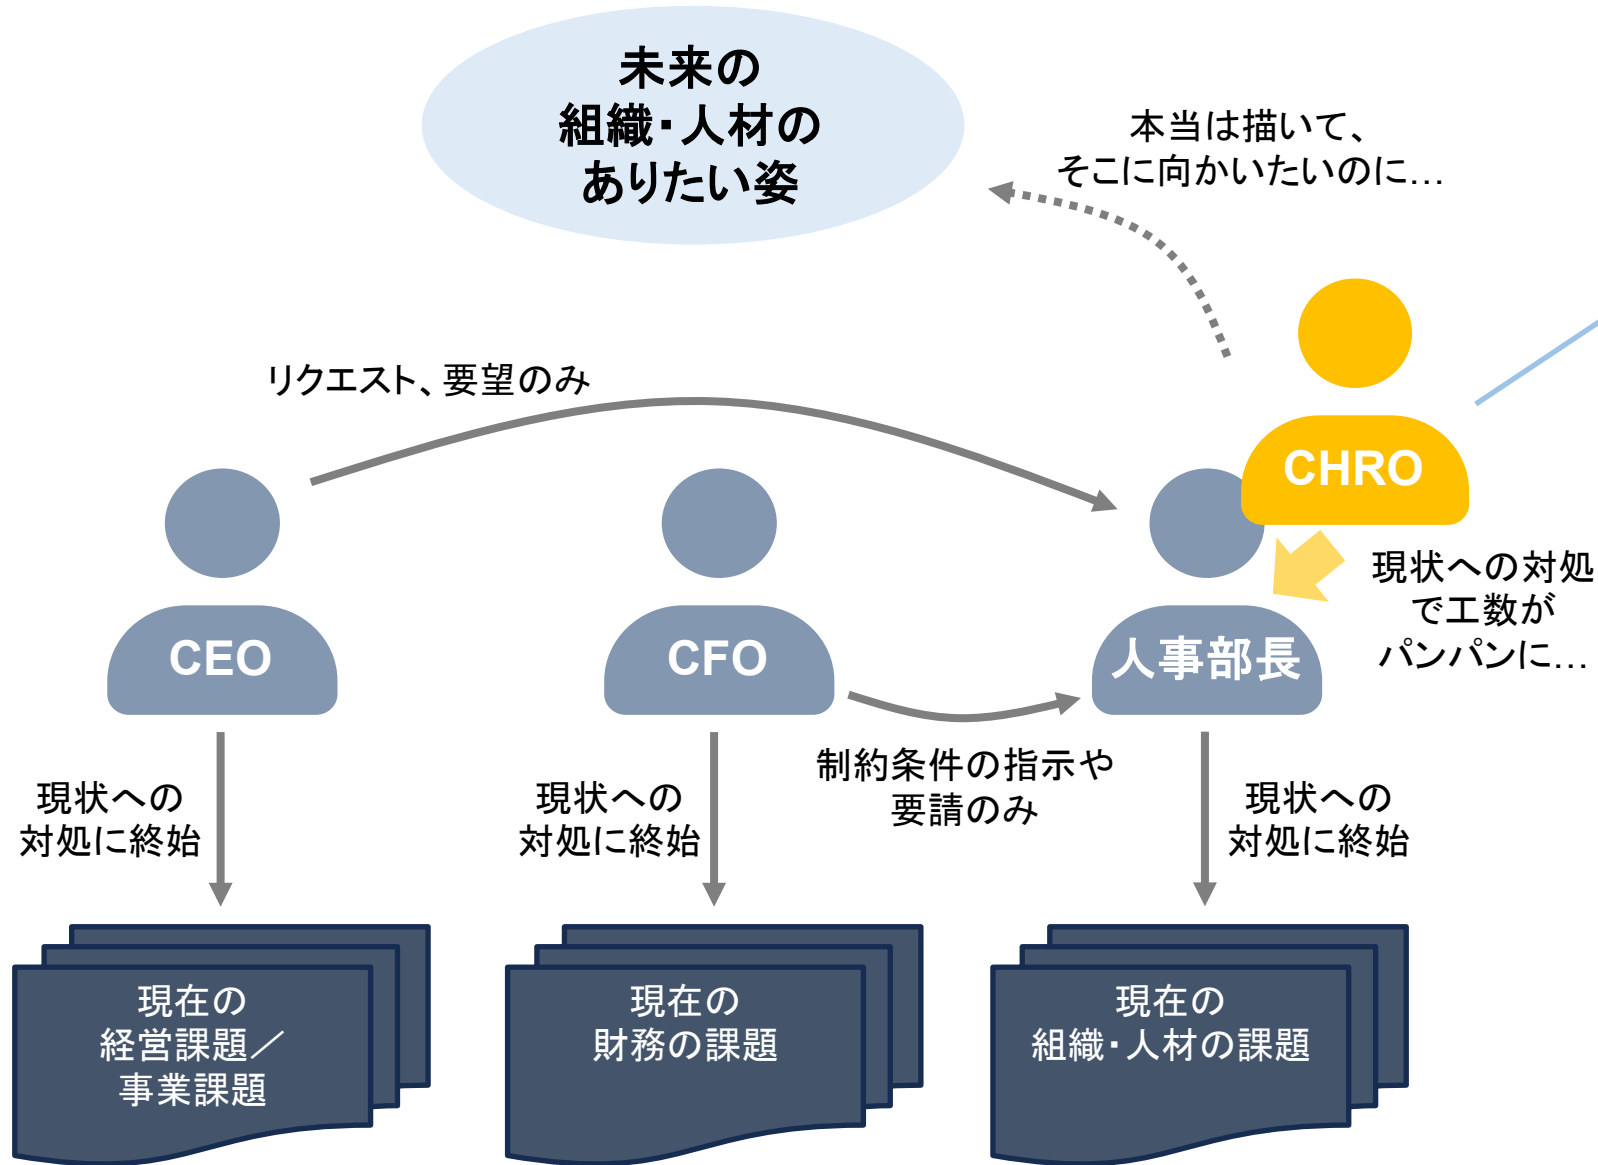 未来の
組織・人材の
ありたい姿
本当は描いて、
そこに向かいたいのに…
リクエスト、要望のみ
CHRO
現状への対処
で工数が
パンパンに…
CEO
CFO
人事部長
制約条件の指示や
要請のみ
現状への
対処に終始
現状への
対処に終始
現状への
対処に終始
現在の
経営課題／
事業課題
現在の
財務の課題
現在の
組織・人材の課題